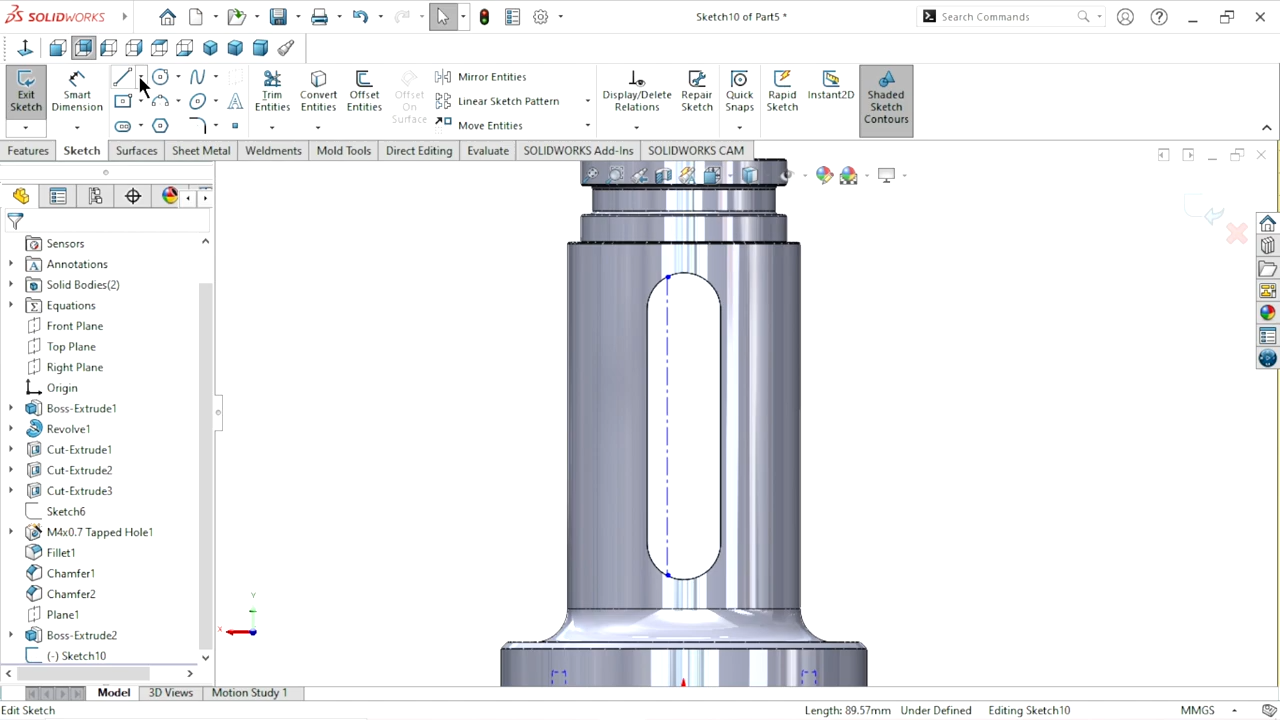 SOLIDWORKS
Sketch10 of Part5 *
Search Commands
Exit Sketch
Smart Dimension
Trim Entities
Convert Entities
Offset Entities
Offset On Surface
Mirror Entities
Linear Sketch Pattern
Move Entities
Display/Delete Relations
Repair Sketch
Quick Snaps
Rapid Sketch
Instant2D
Shaded Sketch Contours
Features
Sketch
Surfaces
Sheet Metal
Weldments
Mold Tools
Direct Editing
Evaluate
SOLIDWORKS Add-Ins
SOLIDWORKS CAM
Sensors
Annotations
Solid Bodies(2)
Equations
Front Plane
Top Plane
Right Plane
Origin
Boss-Extrude1
Revolve1
Cut-Extrude1
Cut-Extrude2
Cut-Extrude3
Sketch6
M4x0.7 Tapped Hole1
Fillet1
Chamfer1
Chamfer2
Plane1
Boss-Extrude2
(-) Sketch10
Y
X
Model
3D Views
Motion Study 1
Edit Sketch
Length: 89.57mm
Under Defined
Editing Sketch10
MMGS